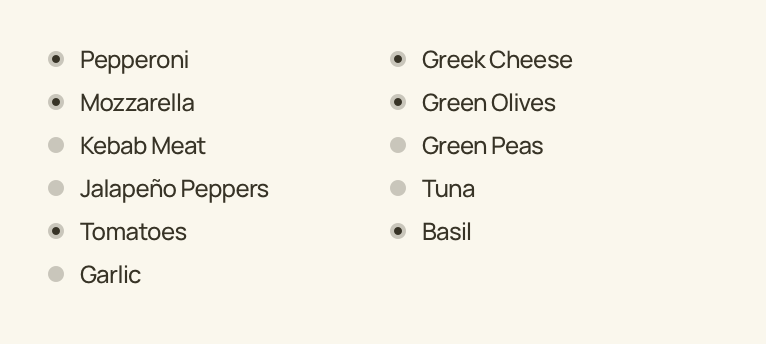 Pepperoni
Mozzarella
Kebab Meat
Jalapeño Peppers
Tomatoes
Garlic
Greek Cheese
Green Olives
Green Peas
Tuna
Basil